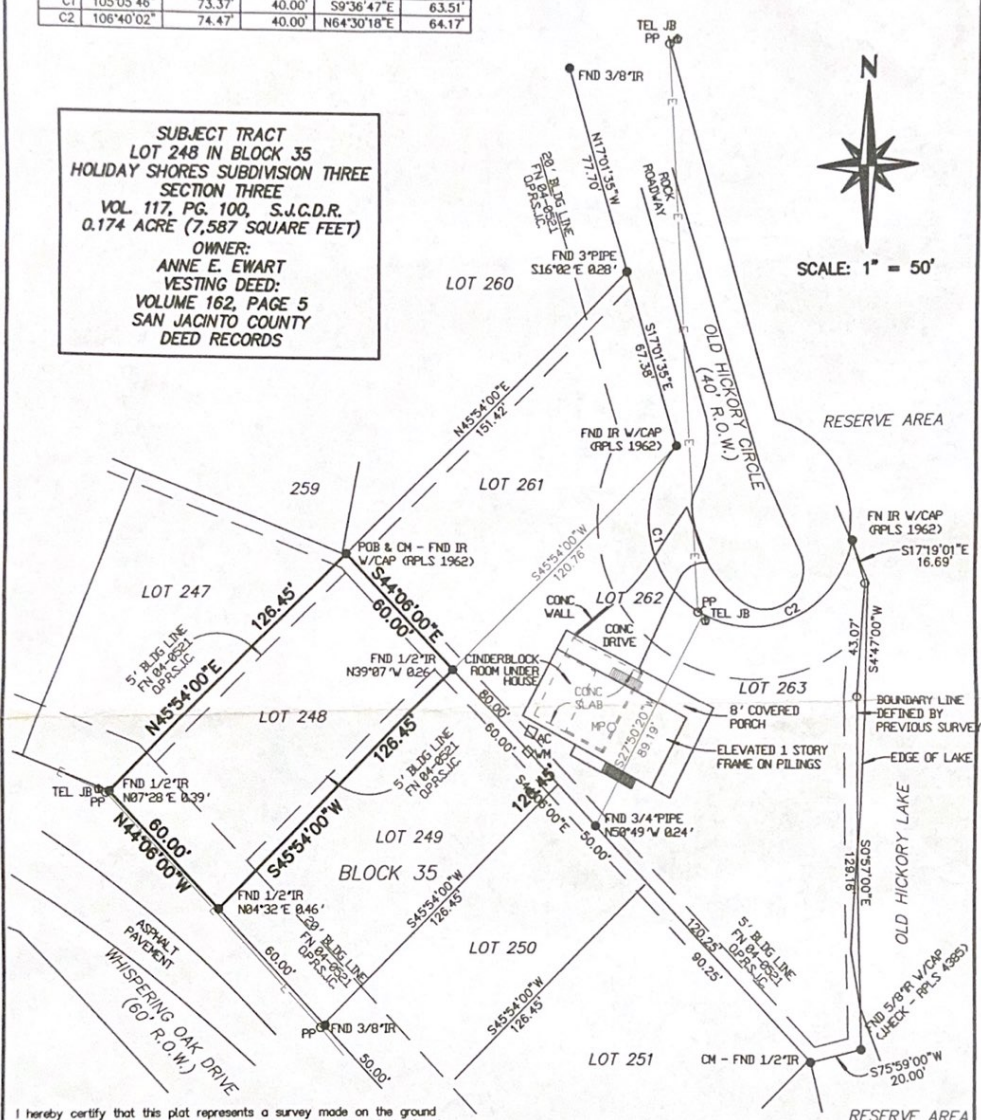 C1 105°05'46" 73.37' 40.00' S9°36'47"E 63.51'
C2 106°40'02" 74.47' 40.00' N64°30'18"E 64.17'
SUBJECT TRACT
LOT 248 IN BLOCK 35
HOLIDAY SHORES SUBDIVISION THREE
SECTION THREE
VOL. 117, PG. 100, S.J.C.D.R.
0.174 ACRE (7,587 SQUARE FEET)
OWNER:
ANNE E. EWART
VESTING DEED:
VOLUME 162, PAGE 5
SAN JACINTO COUNTY
DEED RECORDS
TEL JB
PP
FND 3/8"IR
N
SCALE: 1" = 50'
N17°01'35"W
77.70'
20' BLDG LINE
FN 04-0521
O.P.R.S.J.C.
ROCK
ROADWAY
E
E
E
E
FND 3"PIPE
S16°02'E 0.28'
LOT 260
S17°01'35"E
67.38'
OLD HICKORY CIRCLE
(40' R.O.W.)
N45°54'00"E
151.42'
FND IR W/CAP
(RPLS 1962)
RESERVE AREA
259
LOT 261
FN IR W/CAP
(RPLS 1962)
S17°19'01"E
16.69'
POB & CM - FND IR
W/CAP (RPLS 1962)
S45°54'00"W
120.76'
C1
C2
LOT 247
126.45'
N45°54'00"E
S44°06'00"E
60.00'
LOT 262
PP
TEL JB
CONC
WALL
CONC
DRIVE
43.07'
S4°47'00"W
5' BLDG LINE
FN 04-0521
O.P.R.S.J.C.
FND 1/2"IR
N39°07'W 0.26'
CINDERBLOCK
ROOM UNDER
HOUSE
LOT 263
BOUNDARY LINE
DEFINED BY
PREVIOUS SURVEY
CONC
SLAB
MP
8' COVERED
PORCH
LOT 248
80.00'
60.00'
AC
WM
S27°50'20"W
89.19'
ELEVATED 1 STORY
FRAME ON PILINGS
EDGE OF LAKE
126.45'
S45°54'00"W
5' BLDG LINE
FN 04-0521
O.P.R.S.J.C.
126.45'
S44°06'00"E
TEL JB
PP
FND 1/2"IR
N07°28'E 0.39'
FND 3/4"PIPE
N50°49'W 0.24'
N44°06'00"W
60.00'
LOT 249
BLOCK 35
50.00'
129.16'
S0°57'00"E
OLD HICKORY LAKE
FND 1/2"IR
N04°32'E 0.46'
S45°54'00"W
126.45'
5' BLDG LINE
FN 04-0521
O.P.R.S.J.C.
120.25'
90.25'
ASPHALT
PAVEMENT
20' BLDG LINE
FN 04-0521
O.P.R.S.J.C.
60.00'
E
LOT 250
WHISPERING OAK DRIVE
(60' R.O.W.)
PP
FND 3/8"IR
S45°54'00"W
126.45'
FND 5/8"IR W/CAP
(JHECK - RPLS 4385)
50.00'
LOT 251
CM - FND 1/2"IR
S75°59'00"W
20.00'
I hereby certify that this plat represents a survey made on the ground
RESERVE AREA